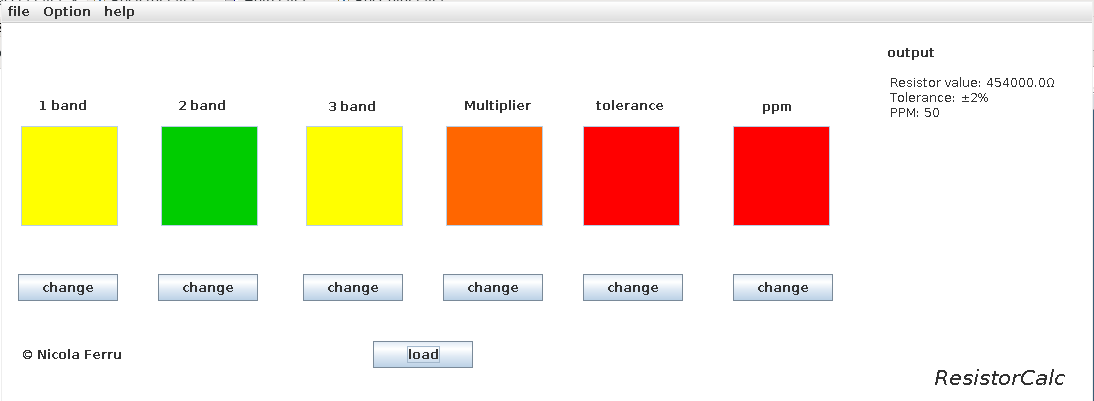 file Option help
output
Resistor value: 454000.0Ω
Tolerance: ±2%
PPM: 50
1 band 2 band 3 band Multiplier tolerance ppm
change change change change change change
© Nicola Ferru
load
ResistorCalc